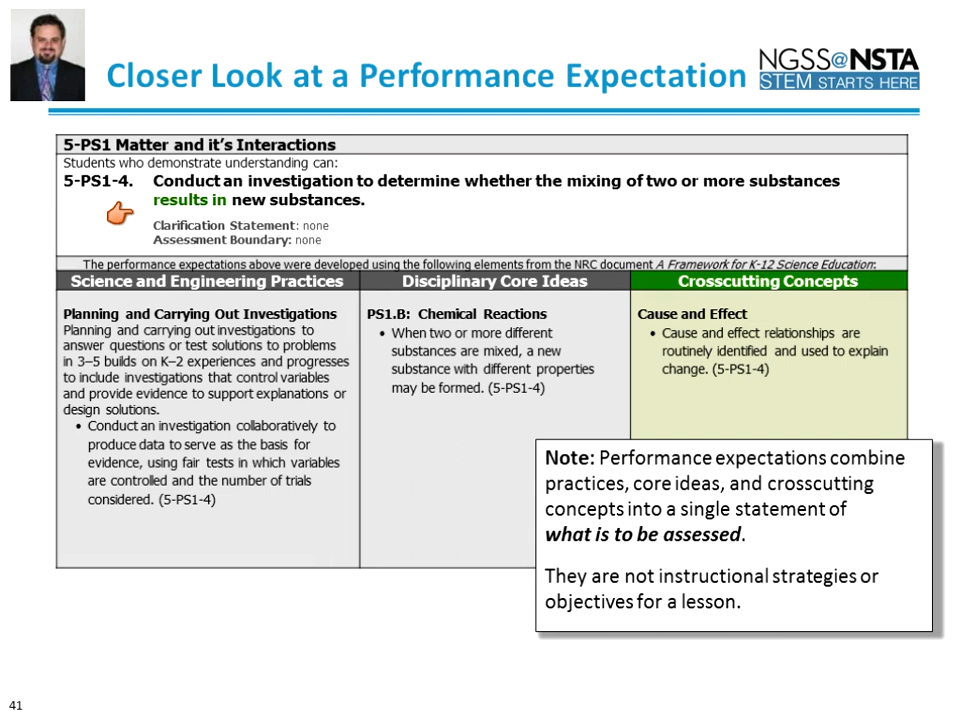 Closer Look at a Performance Expectation
NGSS@NSTA
STEM STARTS HERE
5-PS1 Matter and it's Interactions
Students who demonstrate understanding can:
5-PS1-4. Conduct an investigation to determine whether the mixing of two or more substances
results in new substances.
Clarification Statement: none
Assessment Boundary: none
The performance expectations above were developed using the following elements from the NRC document A Framework for K-12 Science Education:
Science and Engineering Practices
Planning and Carrying Out Investigations
Planning and carrying out investigations to
answer questions or test solutions to problems
in 3–5 builds on K–2 experiences and progresses
to include investigations that control variables
and provide evidence to support explanations or
design solutions.
• Conduct an investigation collaboratively to
produce data to serve as the basis for
evidence, using fair tests in which variables
are controlled and the number of trials
considered. (5-PS1-4)
Disciplinary Core Ideas
PS1.B: Chemical Reactions
• When two or more different
substances are mixed, a new
substance with different properties
may be formed. (5-PS1-4)
Crosscutting Concepts
Cause and Effect
• Cause and effect relationships are
routinely identified and used to explain
change. (5-PS1-4)
Note: Performance expectations combine
practices, core ideas, and crosscutting
concepts into a single statement of
what is to be assessed.
They are not instructional strategies or
objectives for a lesson.
41